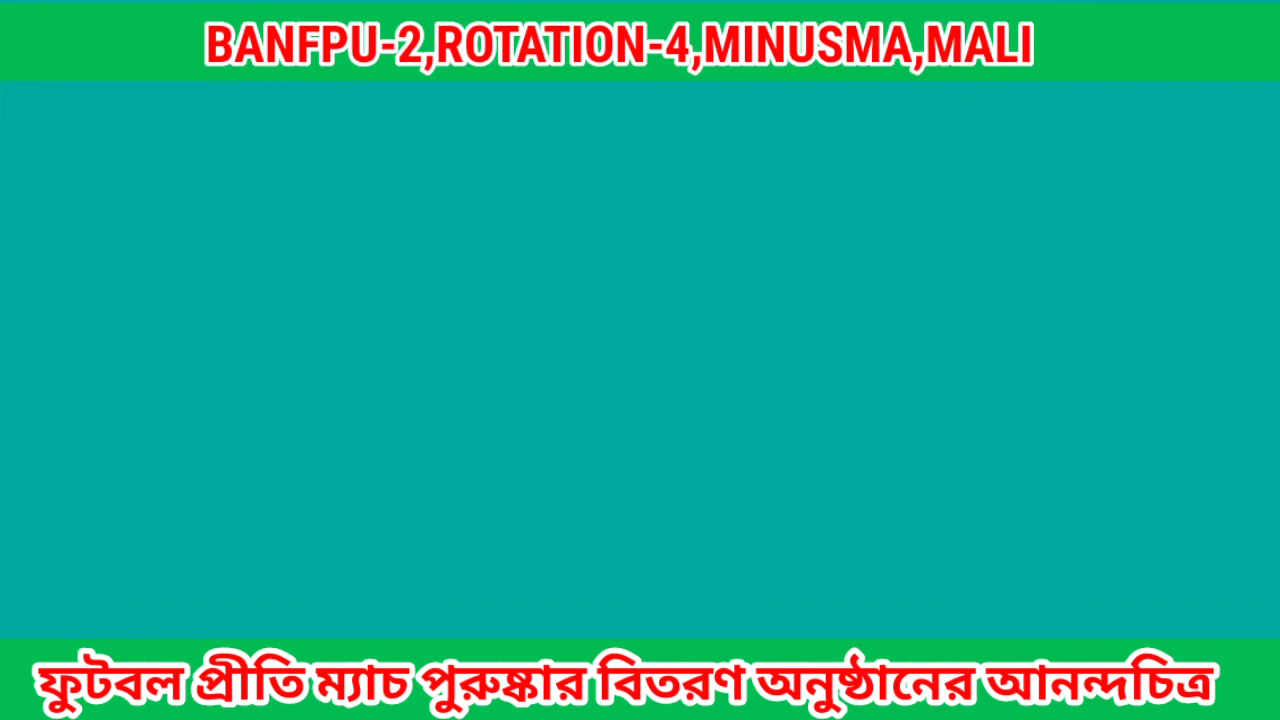 BANFPU-2,ROTATION-4,MINUSMA,MALI
ফুটবল প্রীতি ম্যাচ পুরুষ্কার বিতরণ অনুষ্ঠানের আনন্দচিত্র